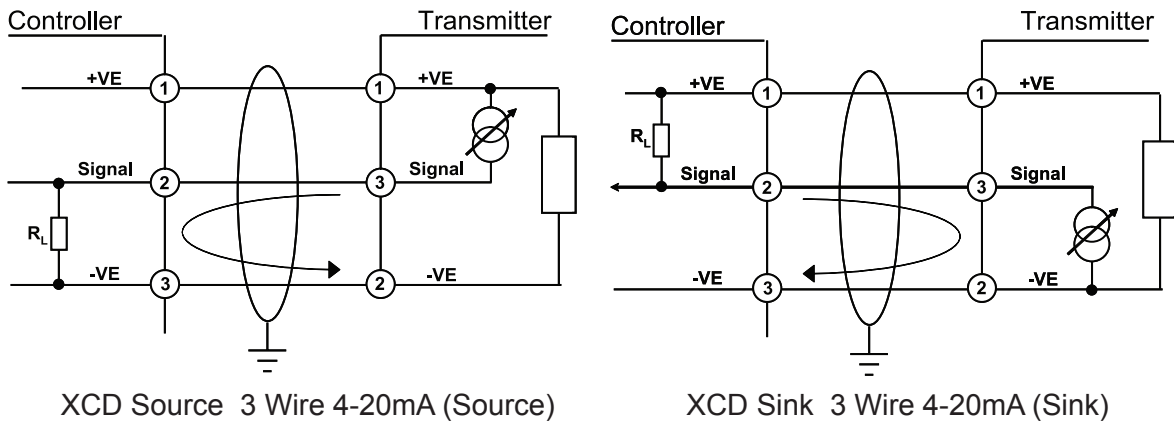 Controller Transmitter
+VE 1 1 +VE
Signal 2 3 Signal
RL
-VE 3 2 -VE
XCD Source 3 Wire 4-20mA (Source)
Controller Transmitter
+VE 1 1 +VE
RL
Signal 2 3 Signal
-VE 3 2 -VE
XCD Sink 3 Wire 4-20mA (Sink)